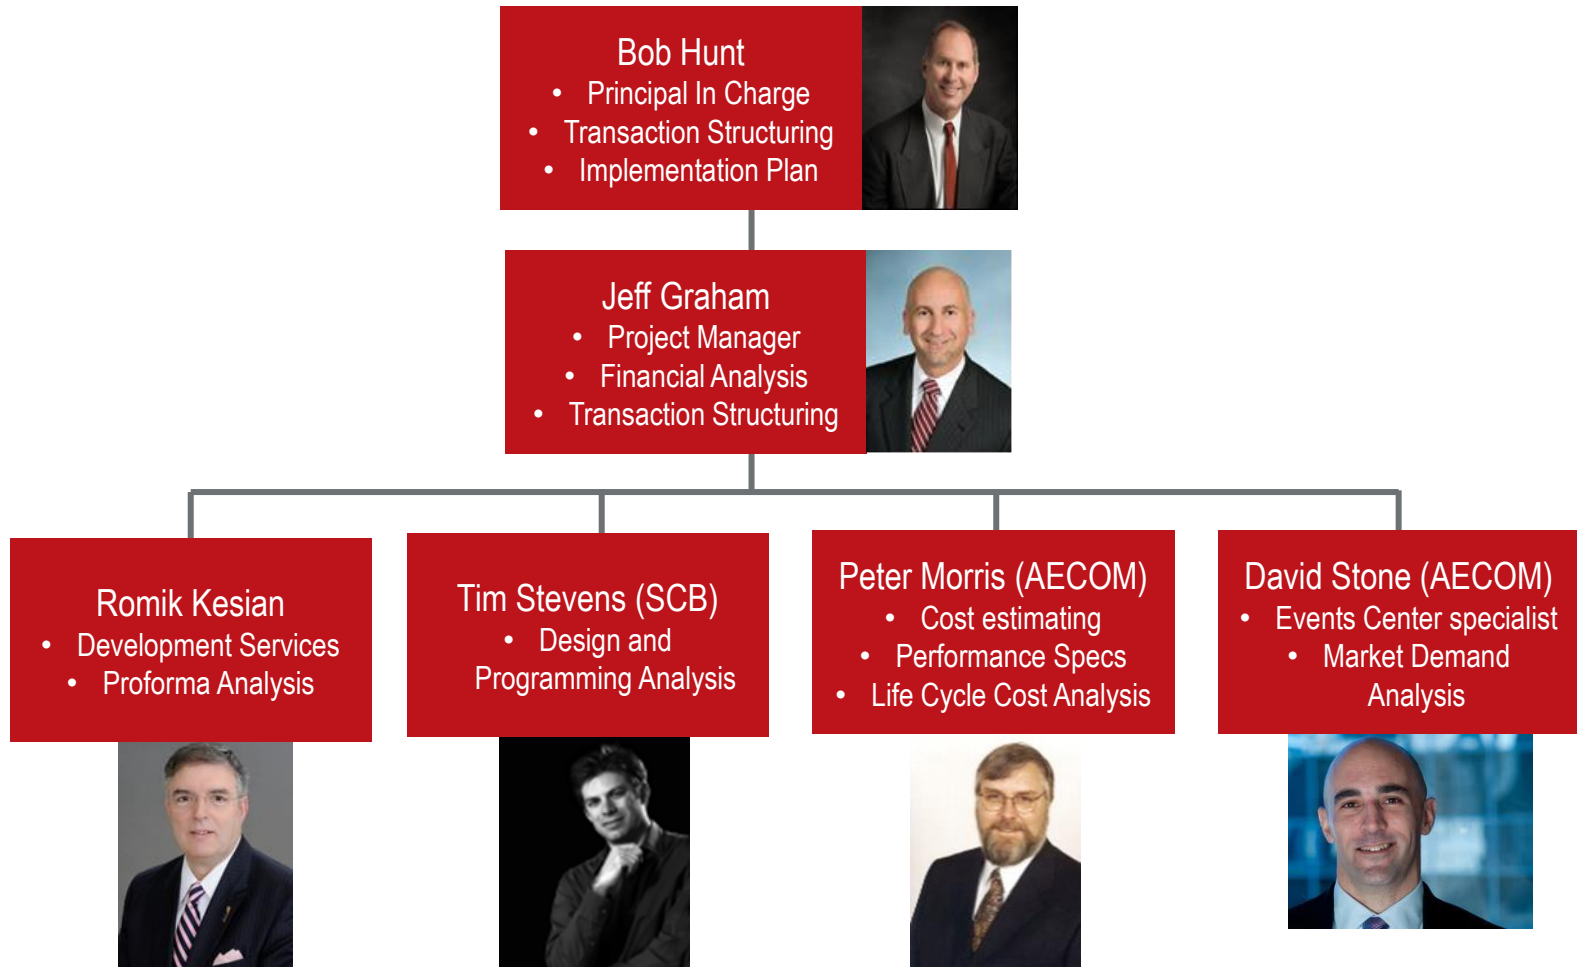 Bob Hunt
• Principal In Charge
• Transaction Structuring
• Implementation Plan
Jeff Graham
• Project Manager
• Financial Analysis
• Transaction Structuring
Romik Kesian
• Development Services
• Proforma Analysis
Tim Stevens (SCB)
• Design and
Programming Analysis
Peter Morris (AECOM)
• Cost estimating
• Performance Specs
• Life Cycle Cost Analysis
David Stone (AECOM)
• Events Center specialist
• Market Demand
Analysis